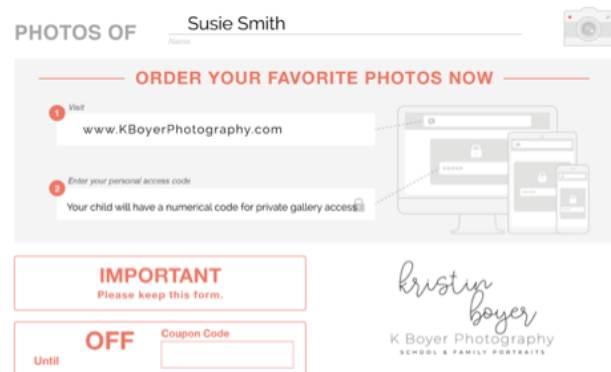 PHOTOS OF Susie Smith
Name
ORDER YOUR FAVORITE PHOTOS NOW
1 Visit
www.KBoyerPhotography.com
2 Enter your personal access code
Your child will have a numerical code for private gallery access
IMPORTANT
Please keep this form.
kristin
boyer
K Boyer Photography
SCHOOL & FAMILY PORTRAITS
OFF Coupon Code
Until